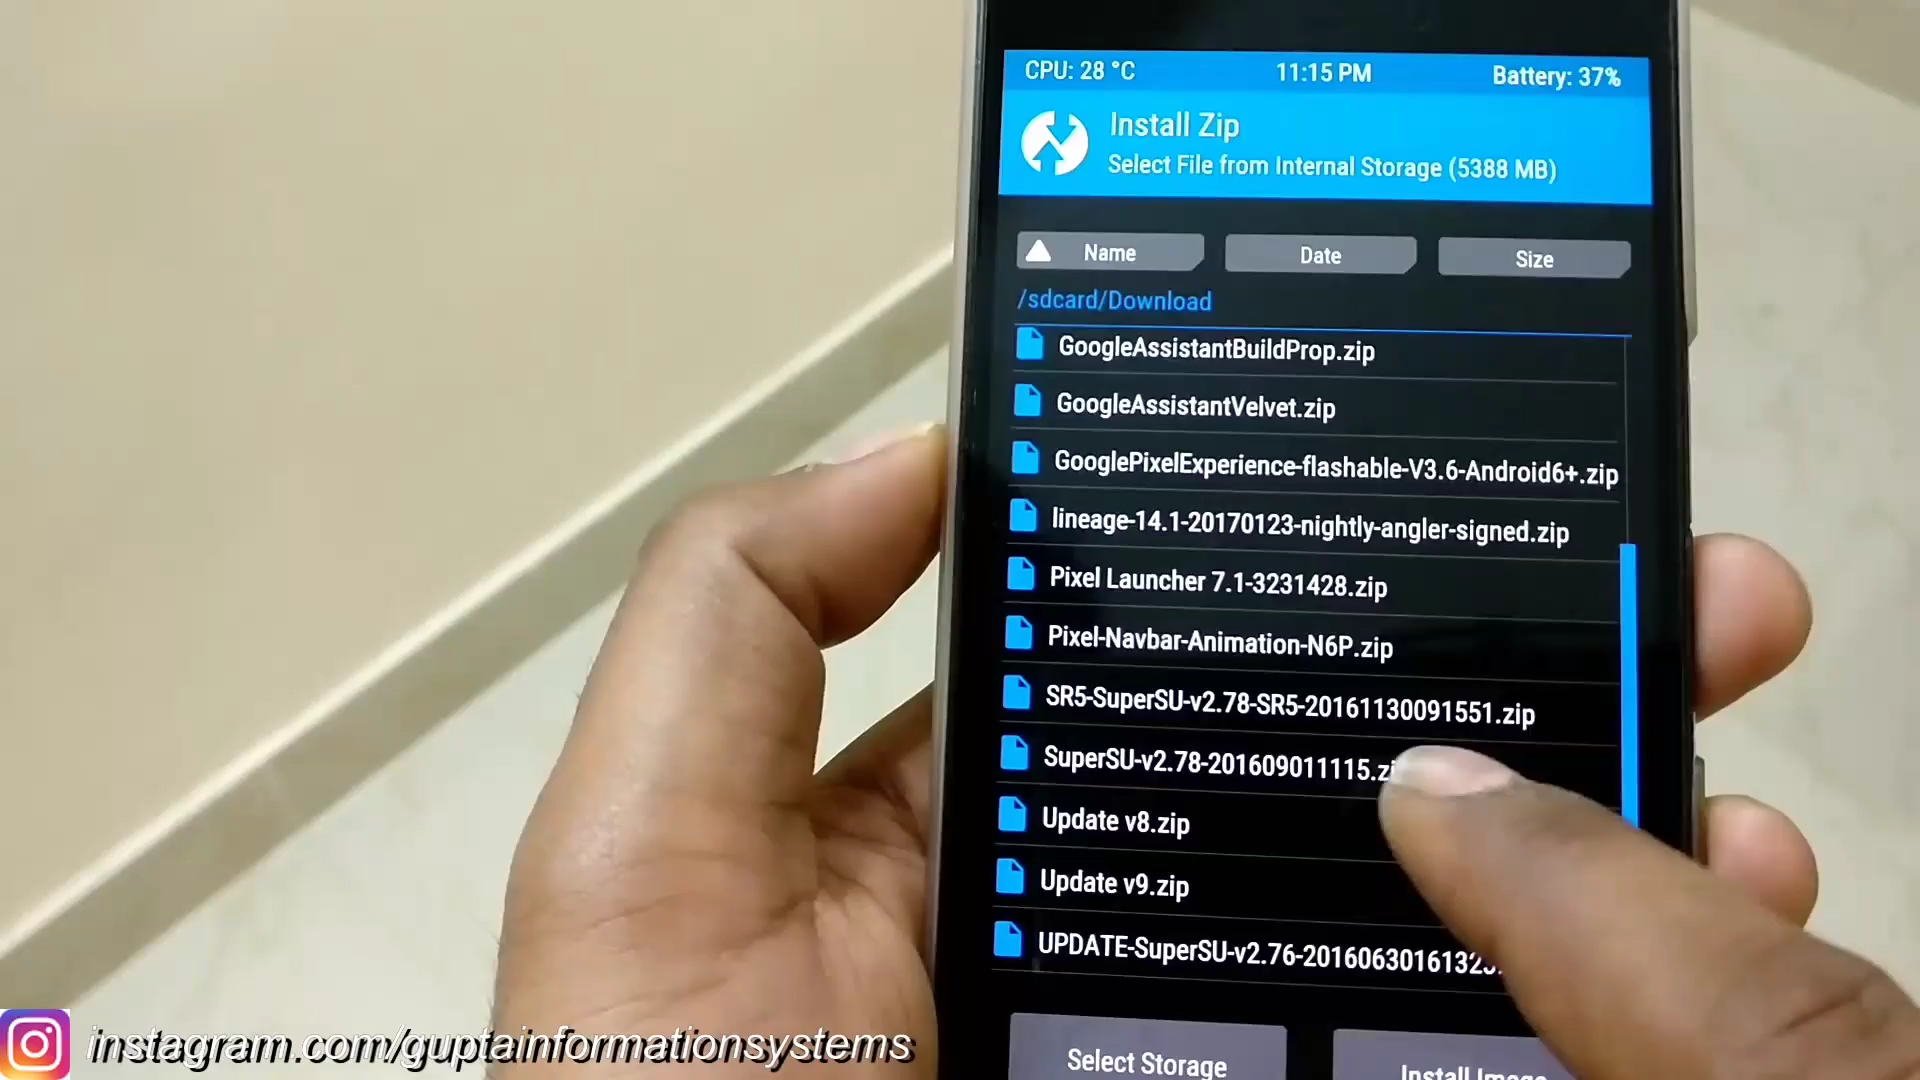 CPU: 28 °C 11:15 PM Battery: 37%
Install Zip
Select File from Internal Storage (5388 MB)
Name Date Size
/sdcard/Download
GoogleAssistantBuildProp.zip
GoogleAssistantVelvet.zip
GooglePixelExperience-flashable-V3.6-Android6+.zip
lineage-14.1-20170123-nightly-angler-signed.zip
Pixel Launcher 7.1-3231428.zip
Pixel-Navbar-Animation-N6P.zip
SR5-SuperSU-v2.78-SR5-20161130091551.zip
SuperSU-v2.78-201609011115.zi
Update v8.zip
Update v9.zip
UPDATE-SuperSU-v2.76-2016063016132
Select Storage Install Image
instagram.com/guptainformationsystems